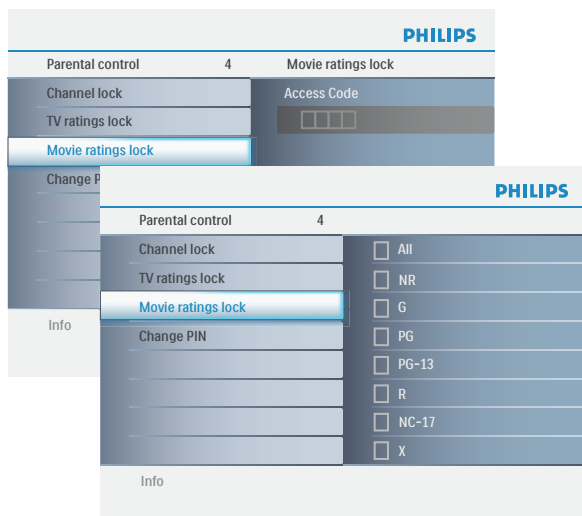 PHILIPS
Parental control 4 Movie ratings lock
Channel lock Access Code
TV ratings lock
Movie ratings lock
Change P
Info
PHILIPS
Parental control 4
Channel lock All
TV ratings lock NR
Movie ratings lock G
Change PIN PG
PG-13
R
NC-17
X
Info